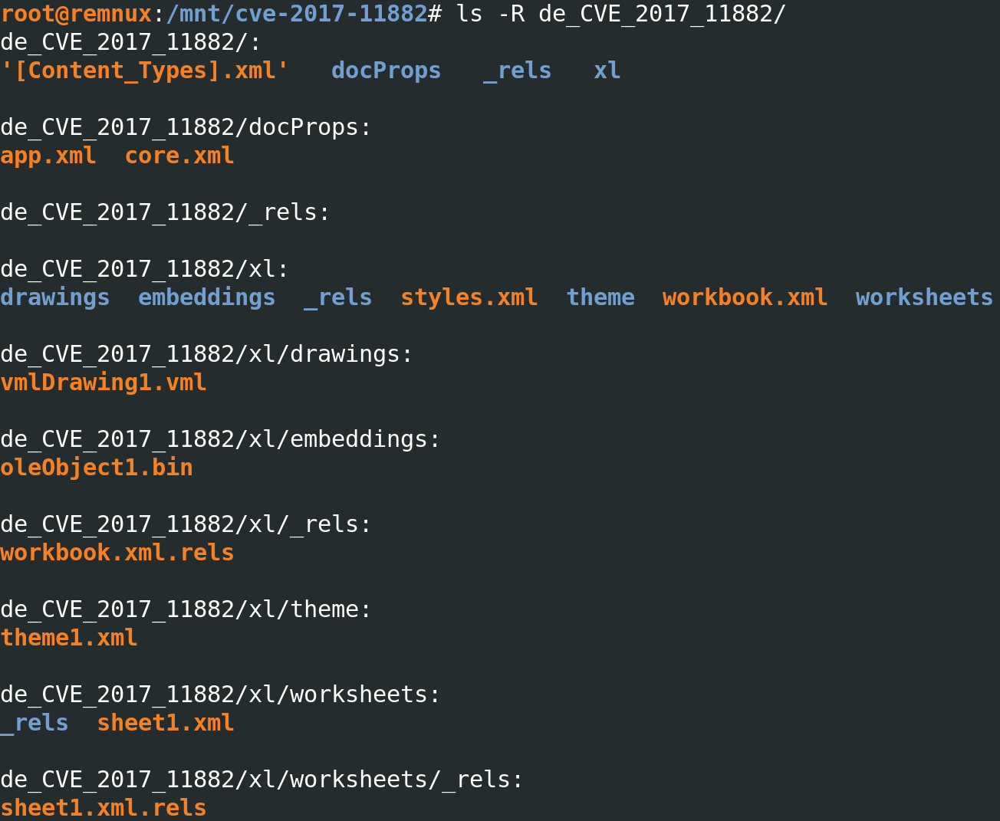 root@remnux:/mnt/cve-2017-11882# ls -R de_CVE_2017_11882/
de_CVE_2017_11882/:
'[Content_Types].xml'   docProps   _rels   xl
de_CVE_2017_11882/docProps:
app.xml  core.xml
de_CVE_2017_11882/_rels:
de_CVE_2017_11882/xl:
drawings  embeddings  _rels  styles.xml  theme  workbook.xml  worksheets
de_CVE_2017_11882/xl/drawings:
vmlDrawing1.vml
de_CVE_2017_11882/xl/embeddings:
oleObject1.bin
de_CVE_2017_11882/xl/_rels:
workbook.xml.rels
de_CVE_2017_11882/xl/theme:
theme1.xml
de_CVE_2017_11882/xl/worksheets:
_rels  sheet1.xml
de_CVE_2017_11882/xl/worksheets/_rels:
sheet1.xml.rels